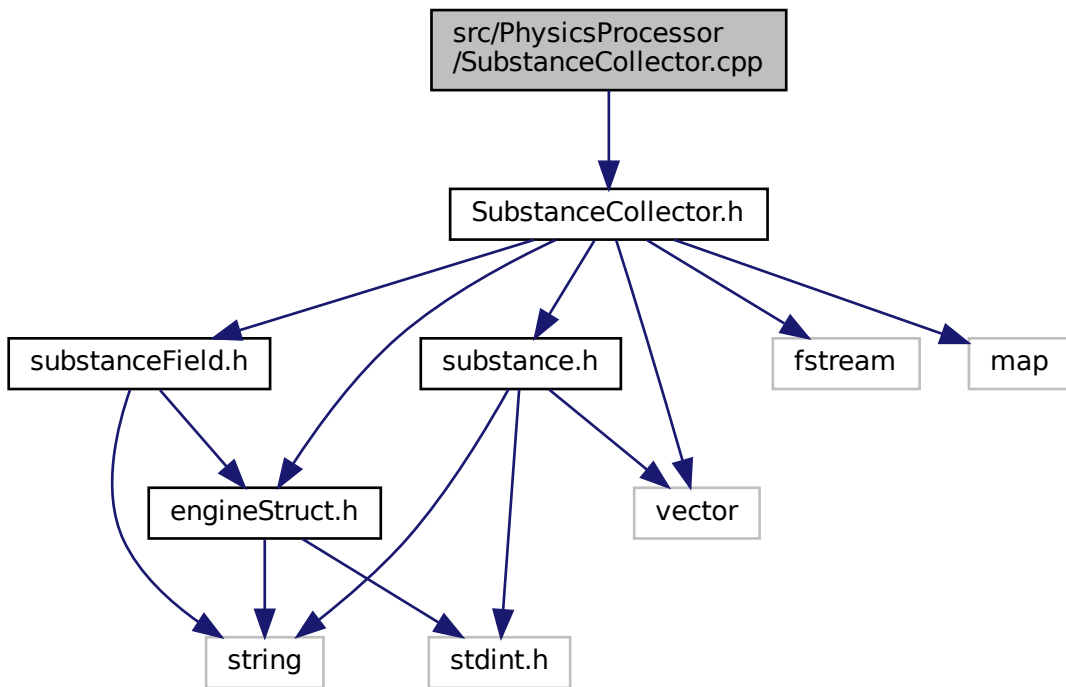 src/PhysicsProcessor
/SubstanceCollector.cpp
SubstanceCollector.h
substanceField.h
substance.h
fstream
map
engineStruct.h
vector
string
stdint.h